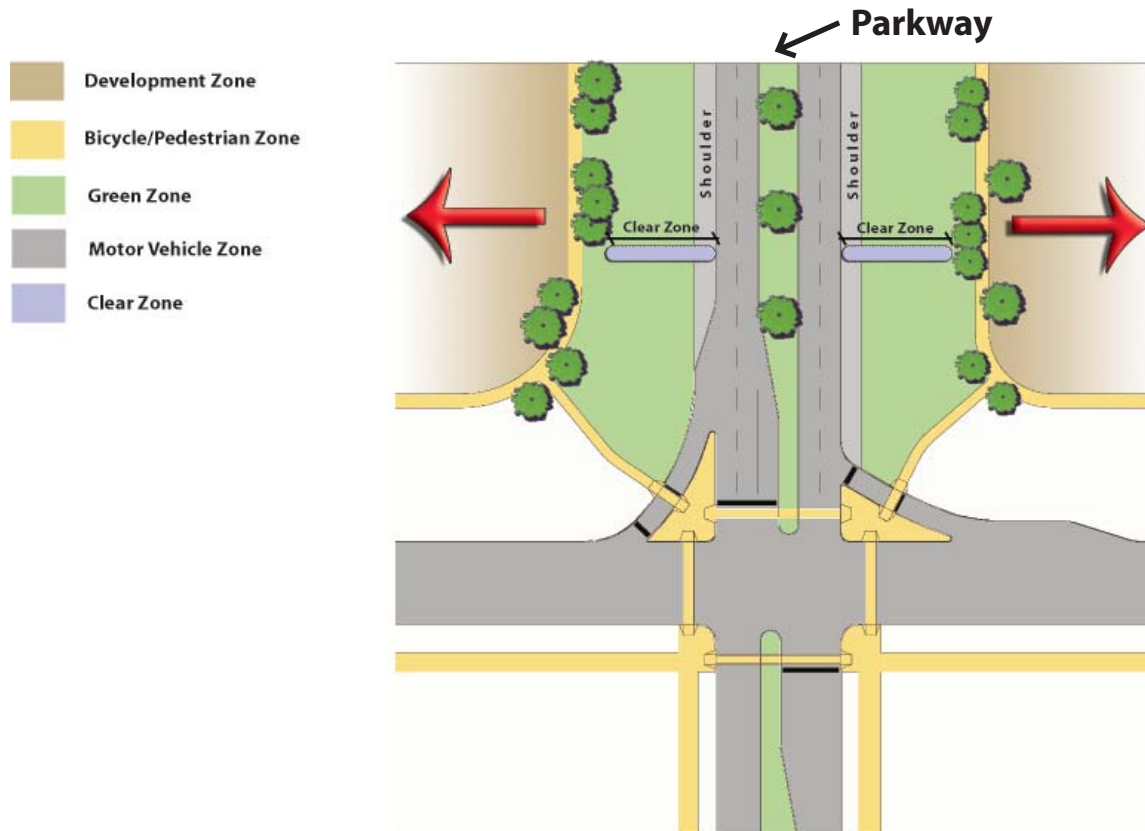 Parkway
Development Zone
Bicycle/Pedestrian Zone
Green Zone
Motor Vehicle Zone
Clear Zone
Shoulder
Shoulder
Clear Zone
Clear Zone